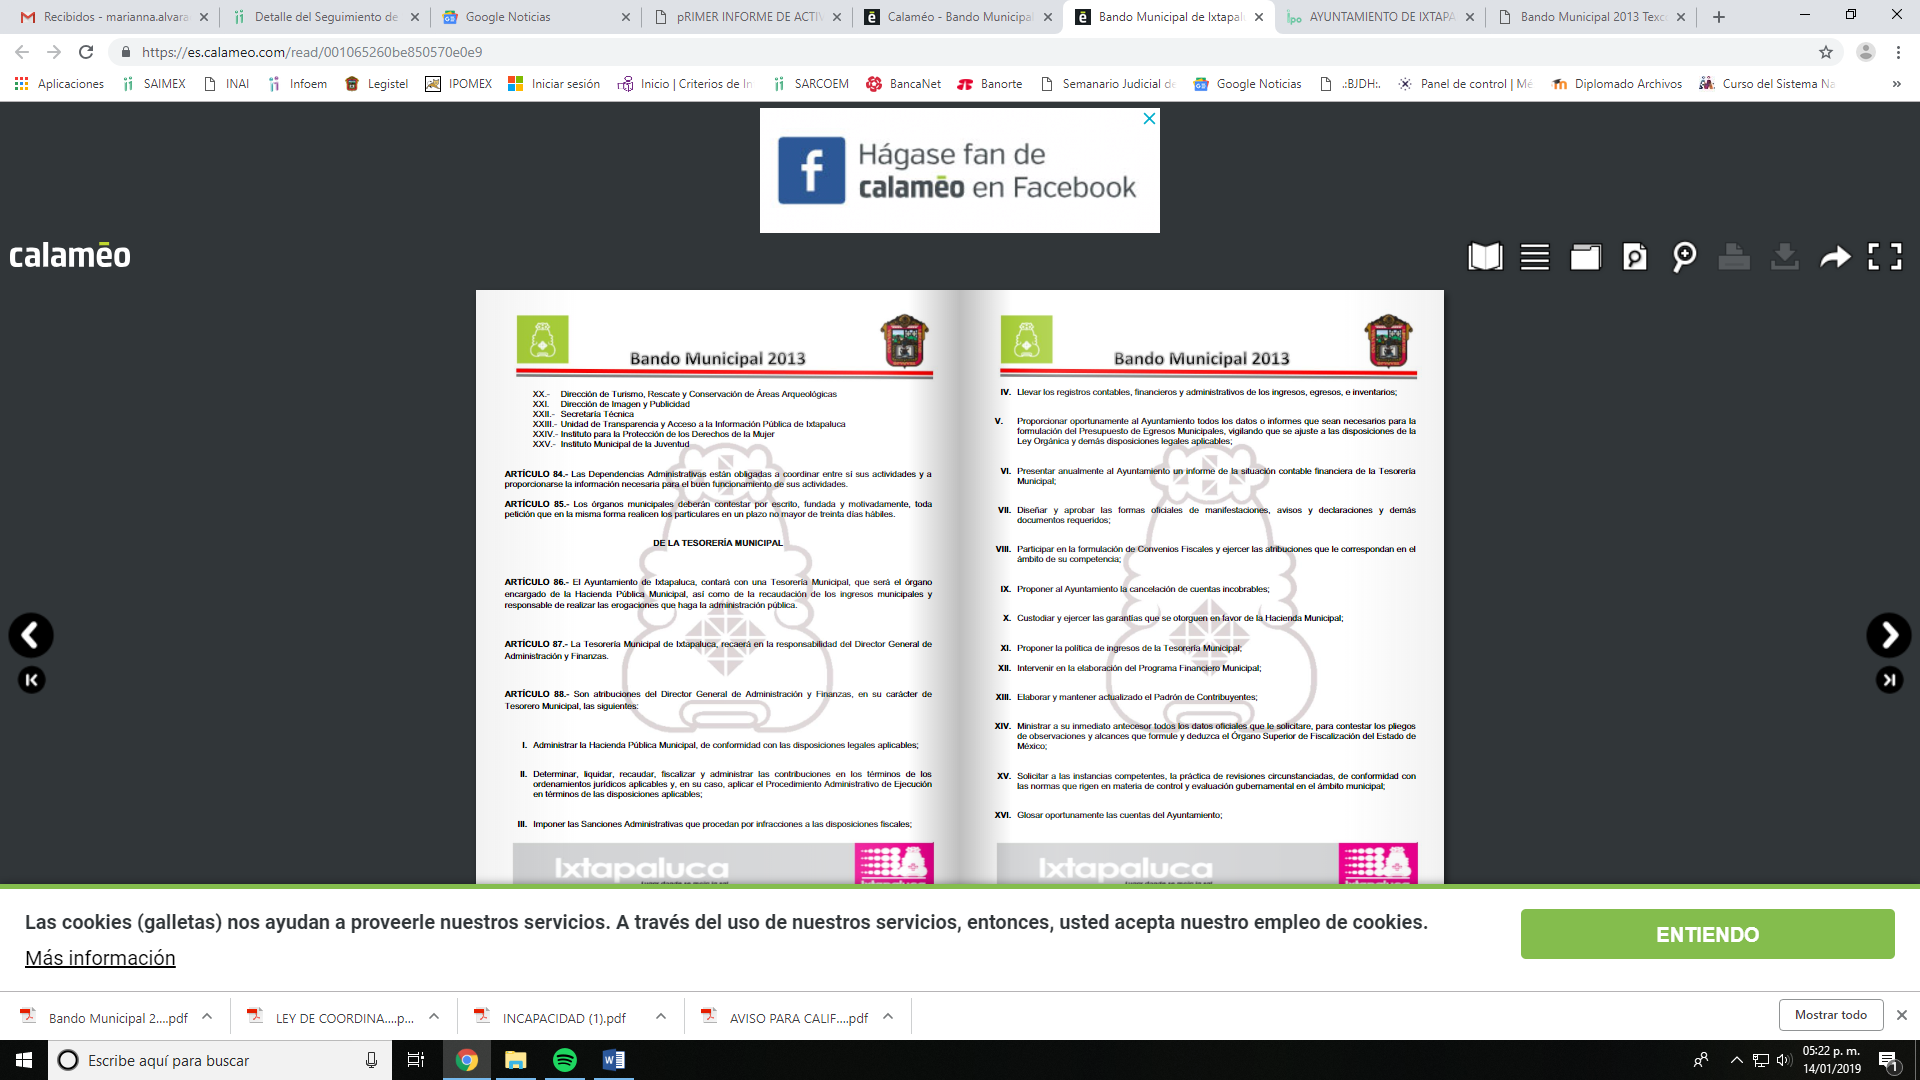 Recibidos - marianna.alvara
Detalle del Seguimiento de
Google Noticias
pRIMER INFORME DE ACTIV
Calaméo - Bando Municipal
Bando Municipal de Ixtapal
AYUNTAMIENTO DE IXTAPA
Bando Municipal 2013 Texc
https://es.calameo.com/read/001065260be850570e0e9
Aplicaciones
SAIMEX
INAI
Infoem
Legistel
IPOMEX
Iniciar sesión
Inicio | Criterios de In
SARCOEM
BancaNet
Banorte
Semanario Judicial de
Google Noticias
.:BJDH:.
Panel de control | Mé
Diplomado Archivos
Curso del Sistema Na
»
Hágase fan de
calaméo en Facebook
calaméo
Bando Municipal 2013
XX.- Dirección de Turismo, Rescate y Conservación de Áreas Arqueológicas
XXI. Dirección de Imagen y Publicidad
XXII.- Secretaría Técnica
XXIII.- Unidad de Transparencia y Acceso a la Información Pública de Ixtapaluca
XXIV.- Instituto para la Protección de los Derechos de la Mujer
XXV.- Instituto Municipal de la Juventud
ARTÍCULO 84.- Las Dependencias Administrativas están obligadas a coordinar entre sí sus actividades y a
proporcionarse la información necesaria para el buen funcionamiento de sus actividades.
ARTÍCULO 85.- Los órganos municipales deberán contestar por escrito, fundada y motivadamente, toda
petición que en la misma forma realicen los particulares en un plazo no mayor de treinta días hábiles.
DE LA TESORERÍA MUNICIPAL
ARTÍCULO 86.- El Ayuntamiento de Ixtapaluca, contará con una Tesorería Municipal, que será el órgano
encargado de la Hacienda Pública Municipal, así como de la recaudación de los ingresos municipales y
responsable de realizar las erogaciones que haga la administración pública.
ARTÍCULO 87.- La Tesorería Municipal de Ixtapaluca, recaerá en la responsabilidad del Director General de
Administración y Finanzas.
ARTÍCULO 88.- Son atribuciones del Director General de Administración y Finanzas, en su carácter de
Tesorero Municipal, las siguientes:
I. Administrar la Hacienda Pública Municipal, de conformidad con las disposiciones legales aplicables;
II. Determinar, liquidar, recaudar, fiscalizar y administrar las contribuciones en los términos de los
ordenamientos jurídicos aplicables y, en su caso, aplicar el Procedimiento Administrativo de Ejecución
en términos de las disposiciones aplicables;
III. Imponer las Sanciones Administrativas que procedan por infracciones a las disposiciones fiscales;
Ixtapaluca
Bando Municipal 2013
IV. Llevar los registros contables, financieros y administrativos de los ingresos, egresos, e inventarios;
V. Proporcionar oportunamente al Ayuntamiento todos los datos o informes que sean necesarios para la
formulación del Presupuesto de Egresos Municipales, vigilando que se ajuste a las disposiciones de la
Ley Orgánica y demás disposiciones legales aplicables;
VI. Presentar anualmente al Ayuntamiento un informe de la situación contable financiera de la Tesorería
Municipal;
VII. Diseñar y aprobar las formas oficiales de manifestaciones, avisos y declaraciones y demás
documentos requeridos;
VIII. Participar en la formulación de Convenios Fiscales y ejercer las atribuciones que le correspondan en el
ámbito de su competencia;
IX. Proponer al Ayuntamiento la cancelación de cuentas incobrables;
X. Custodiar y ejercer las garantías que se otorguen en favor de la Hacienda Municipal;
XI. Proponer la política de ingresos de la Tesorería Municipal;
XII. Intervenir en la elaboración del Programa Financiero Municipal;
XIII. Elaborar y mantener actualizado el Padrón de Contribuyentes;
XIV. Ministrar a su inmediato antecesor todos los datos oficiales que le solicitare, para contestar los pliegos
de observaciones y alcances que formule y deduzca el Órgano Superior de Fiscalización del Estado de
México;
XV. Solicitar a las instancias competentes, la práctica de revisiones circunstanciadas, de conformidad con
las normas que rigen en materia de control y evaluación gubernamental en el ámbito municipal;
XVI. Glosar oportunamente las cuentas del Ayuntamiento;
Ixtapaluca
Las cookies (galletas) nos ayudan a proveerle nuestros servicios. A través del uso de nuestros servicios, entonces, usted acepta nuestro empleo de cookies.
Más información
ENTIENDO
Bando Municipal 2....pdf
LEY DE COORDINA....p...
INCAPACIDAD (1).pdf
AVISO PARA CALIF....pdf
Mostrar todo
Escribe aquí para buscar
05:22 p. m.
14/01/2019
1